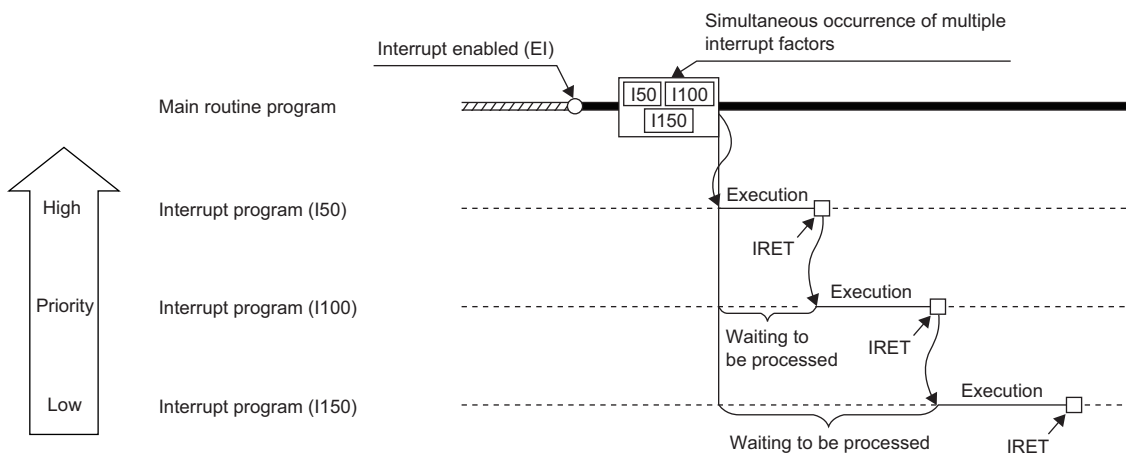 Simultaneous occurrence of multiple
interrupt factors
Interrupt enabled (EI)
Main routine program
I50
I100
I150
High
Interrupt program (I50)
Execution
IRET
Priority
Interrupt program (I100)
Execution
Waiting to
be processed
IRET
Low
Interrupt program (I150)
Execution
Waiting to be processed
IRET